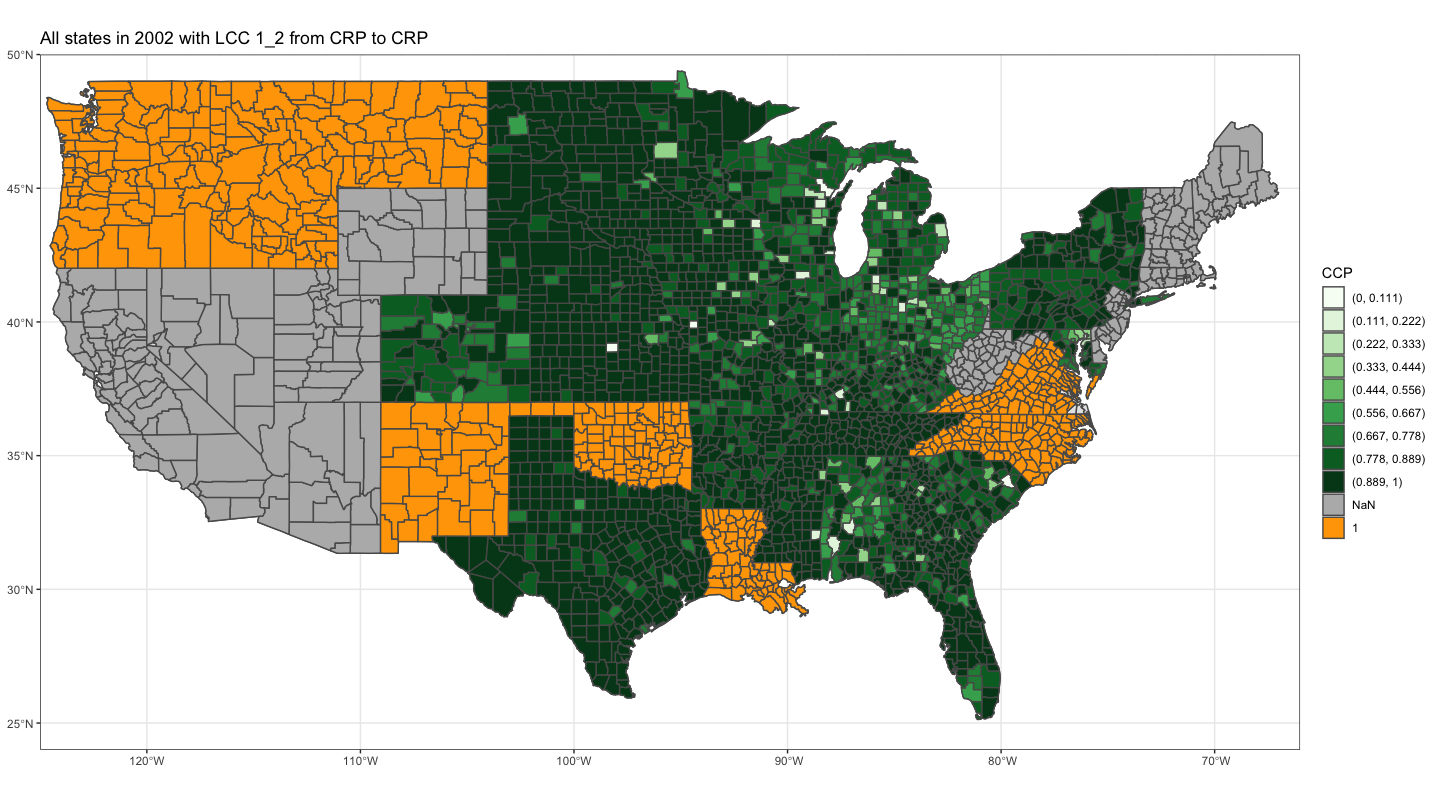 All states in 2002 with LCC 1_2 from CRP to CRP
50°N
45°N
40°N
35°N
30°N
25°N
120°W
110°W
100°W
90°W
80°W
70°W
CCP
(0, 0.111)
(0.111, 0.222)
(0.222, 0.333)
(0.333, 0.444)
(0.444, 0.556)
(0.556, 0.667)
(0.667, 0.778)
(0.778, 0.889)
(0.889, 1)
NaN
1